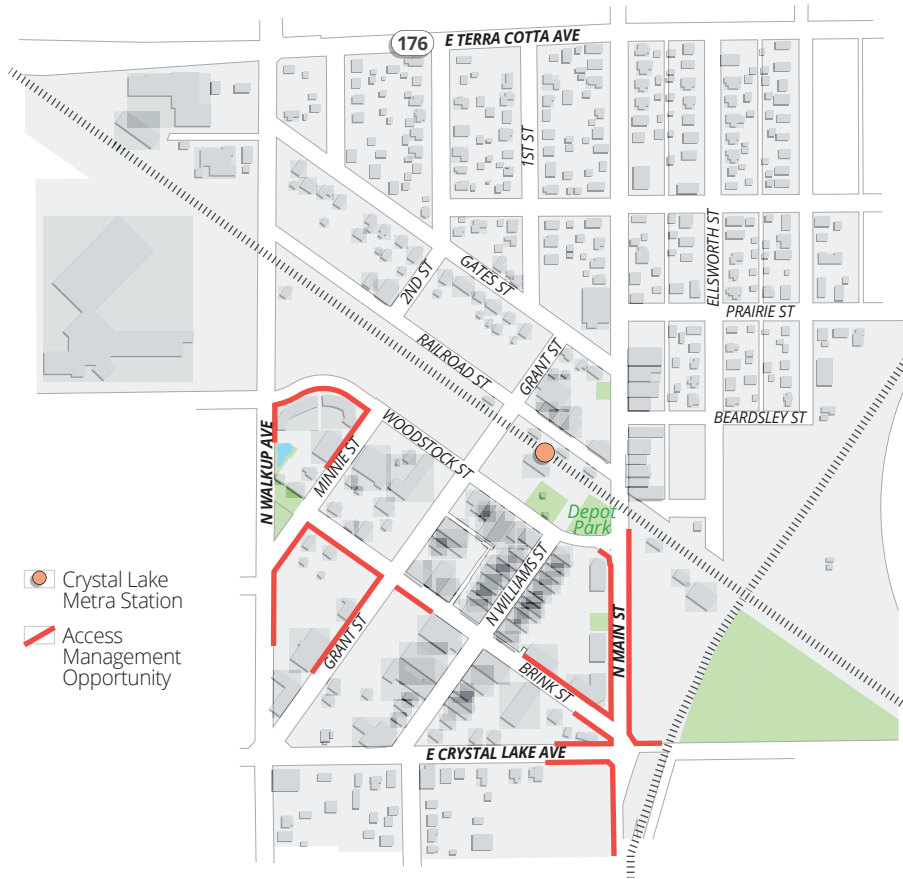 E TERRA COTTA AVE
176
1ST ST
ELLSWORTH ST
GATES ST
2ND ST
PRAIRIE ST
RAILROAD ST
GRANT ST
BEARDSLEY ST
WOODSTOCK ST
N WALKUP AVE
MINNIE ST
Depot
Park
N WILLIAMS ST
Crystal Lake
Metra Station
Access
Management
Opportunity
GRANT ST
N MAIN ST
BRINK ST
E CRYSTAL LAKE AVE